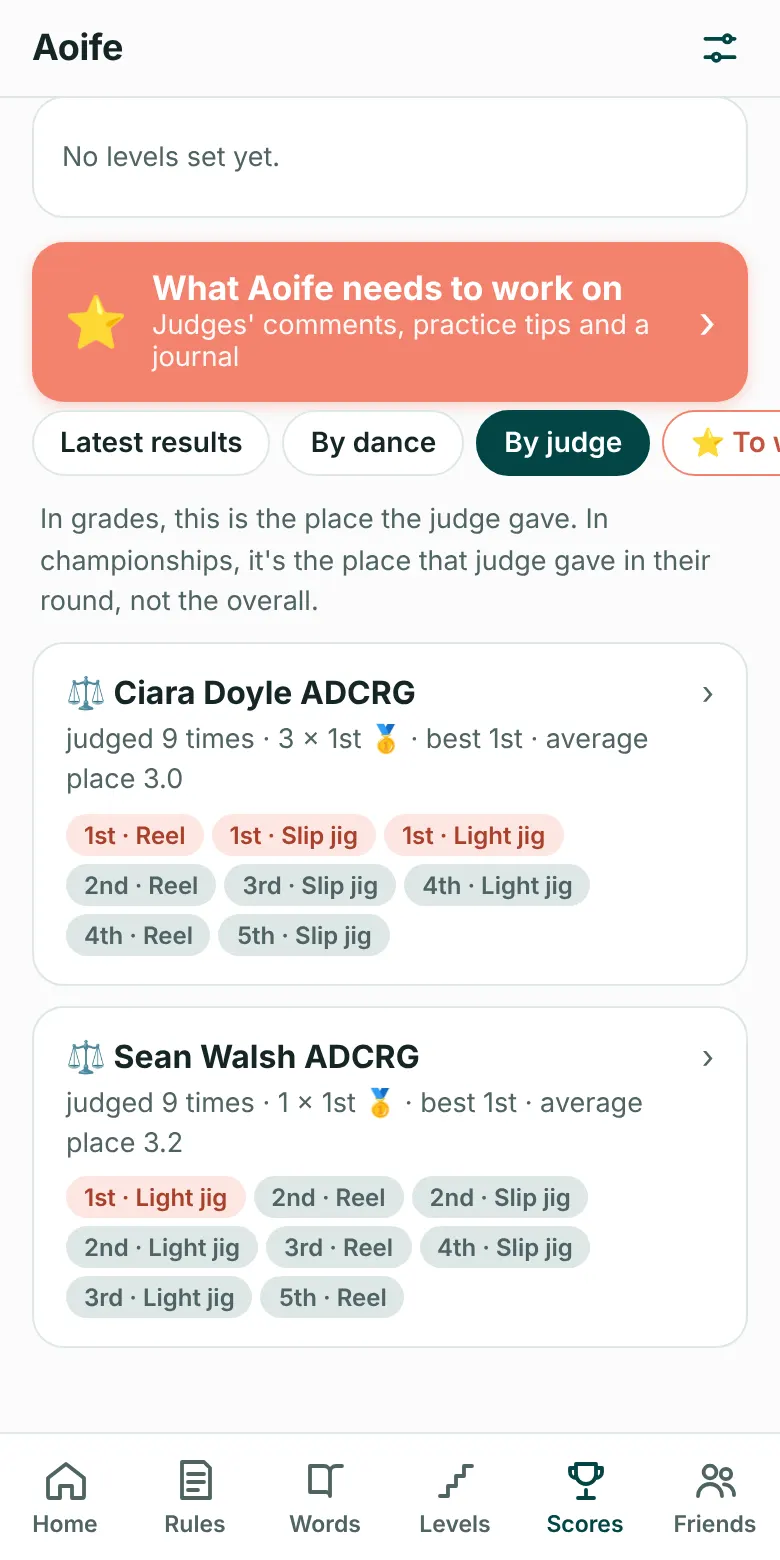 Aoife
No levels set yet.
What Aoife needs to work on
Judges' comments, practice tips and a
journal
Latest results
By dance
By judge
To
In grades, this is the place the judge gave. In
championships, it's the place that judge gave in their
round, not the overall.
Ciara Doyle ADCRG
judged 9 times · 3 × 1st 🥇 · best 1st · average
place 3.0
1st · Reel
1st · Slip jig
1st · Light jig
2nd · Reel
3rd · Slip jig
4th · Light jig
4th · Reel
5th · Slip jig
Sean Walsh ADCRG
judged 9 times · 1 × 1st 🥇 · best 1st · average
place 3.2
1st · Light jig
2nd · Reel
2nd · Slip jig
2nd · Light jig
3rd · Reel
4th · Slip jig
3rd · Light jig
5th · Reel
Home
Rules
Words
Levels
Scores
Friends